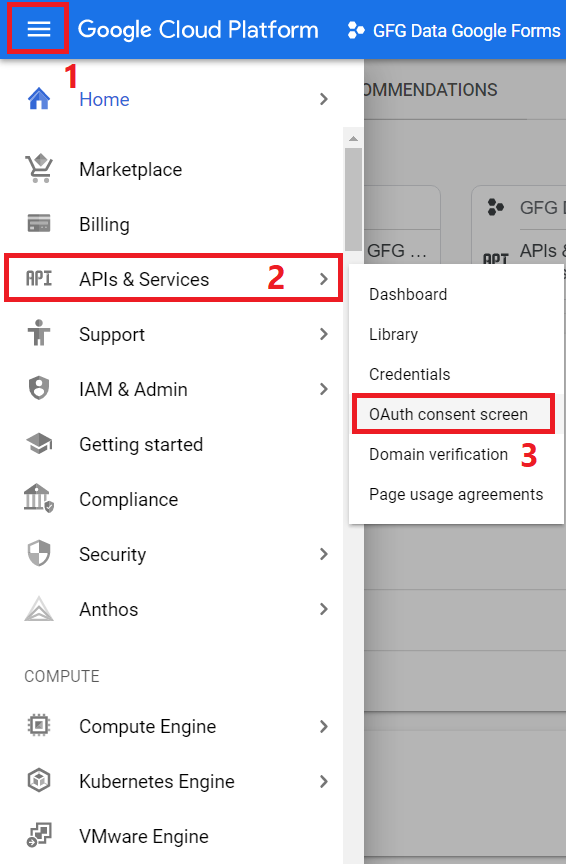 Google Cloud Platform
GFG Data Google Forms
1
Home
OMMENDATIONS
Marketplace
Billing
GFG D
GFG ...
API APIs &
API APIs & Services 2
Dashboard
Library
Credentials
OAuth consent screen
Domain verification 3
Page usage agreements
Support
IAM & Admin
Getting started
Compliance
Security
Anthos
COMPUTE
Compute Engine
Kubernetes Engine
VMware Engine